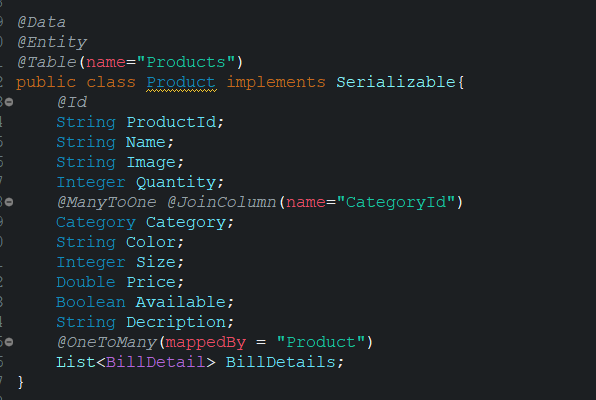 @Data
@Entity
@Table(name="Products")
public class Product implements Serializable{
@Id
String ProductId;
String Name;
String Image;
Integer Quantity;
@ManyToOne @JoinColumn(name="CategoryId")
Category Category;
String Color;
Integer Size;
Double Price;
Boolean Available;
String Decription;
@OneToMany(mappedBy = "Product")
List<BillDetail> BillDetails;
}